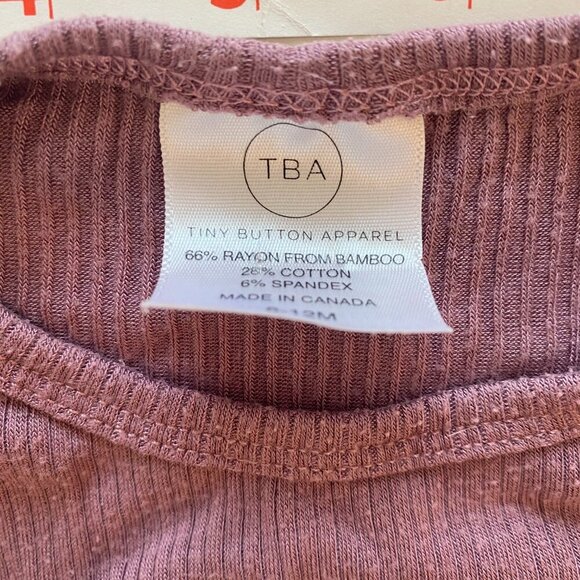 TBA
TINY BUTTON APPAREL
66% RAYON FROM BAMBOO
28% COTTON
6% SPANDEX
MADE IN CANADA